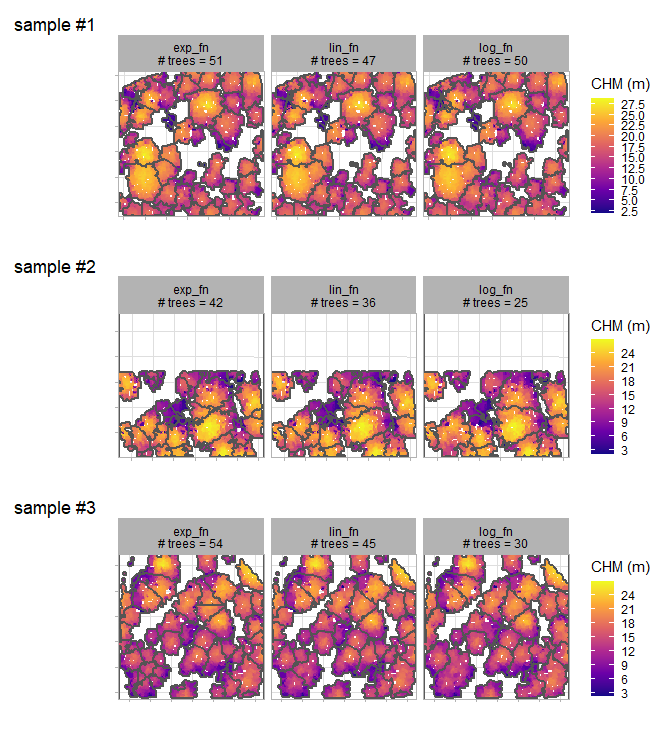 sample #1
exp_fn
# trees = 51
lin_fn
# trees = 47
log_fn
# trees = 50
CHM (m)
27.5
25.0
22.5
20.0
17.5
15.0
12.5
10.0
7.5
5.0
2.5
sample #2
exp_fn
# trees = 42
lin_fn
# trees = 36
log_fn
# trees = 25
CHM (m)
24
21
18
15
12
9
6
3
sample #3
exp_fn
# trees = 54
lin_fn
# trees = 45
log_fn
# trees = 30
CHM (m)
24
21
18
15
12
9
6
3